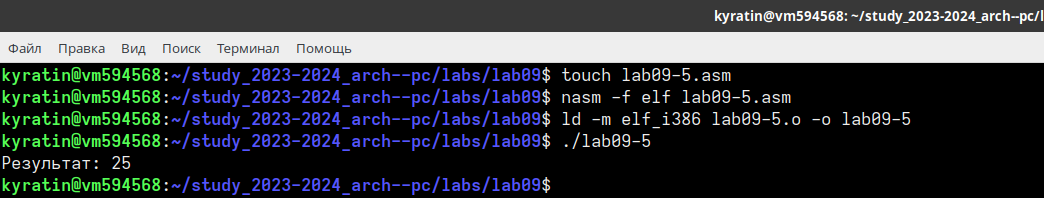 kyratin@vm594568: ~/study_2023-2024_arch--pc/l
Файл Правка Вид Поиск Терминал Помощь
kyratin@vm594568:~/study_2023-2024_arch--pc/labs/lab09$ touch lab09-5.asm
kyratin@vm594568:~/study_2023-2024_arch--pc/labs/lab09$ nasm -f elf lab09-5.asm
kyratin@vm594568:~/study_2023-2024_arch--pc/labs/lab09$ ld -m elf_i386 lab09-5.o -o lab09-5
kyratin@vm594568:~/study_2023-2024_arch--pc/labs/lab09$ ./lab09-5
Результат: 25
kyratin@vm594568:~/study_2023-2024_arch--pc/labs/lab09$